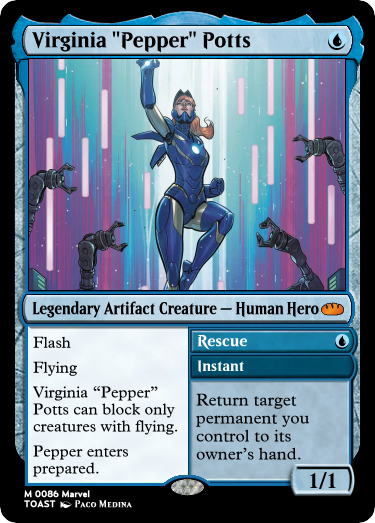 Virginia "Pepper" Potts
Legendary Artifact Creature — Human Hero
Flash
Flying
Virginia “Pepper”
Potts can block only
creatures with flying.
Pepper enters
prepared.
Rescue
Instant
Return target
permanent you
control to its
owner's hand.
1/1
M 0086 Marvel
TOAST Paco Medina